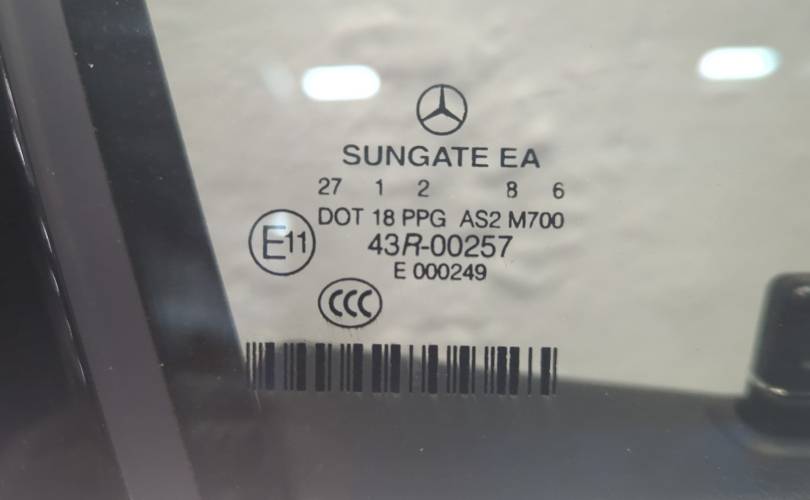 SUNGATE EA
27 1 2 8 6
DOT 18 PPG AS2 M700
E11 43R-00257
E 000249
CCC